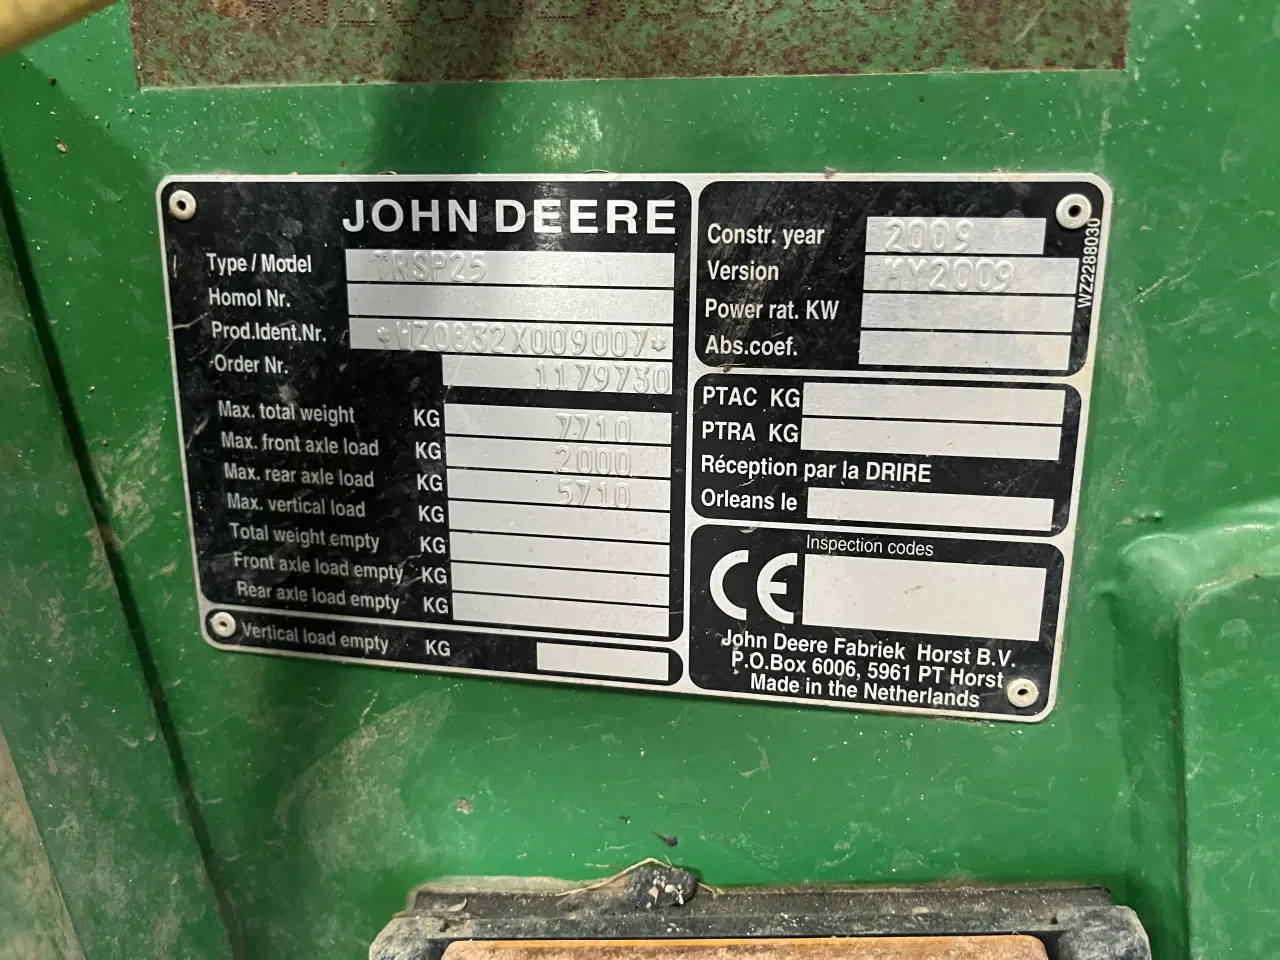 JOHN DEERE
Type / Model TRSP25
Homol Nr.
Prod.Ident.Nr. *WZ0832X009007*
Order Nr. 1179730
Max. total weight KG 7710
Max. front axle load KG 2000
Max. rear axle load KG 5710
Max. vertical load KG
Total weight empty KG
Front axle load empty KG
Rear axle load empty KG
Vertical load empty KG
Constr. year 2009
Version MY2009
Power rat. KW
Abs.coef.
WZ2288030
PTAC KG
PTRA KG
Réception par la DRIRE
Orleans le
Inspection codes
CE
John Deere Fabriek Horst B.V.
P.O.Box 6006, 5961 PT Horst
Made in the Netherlands